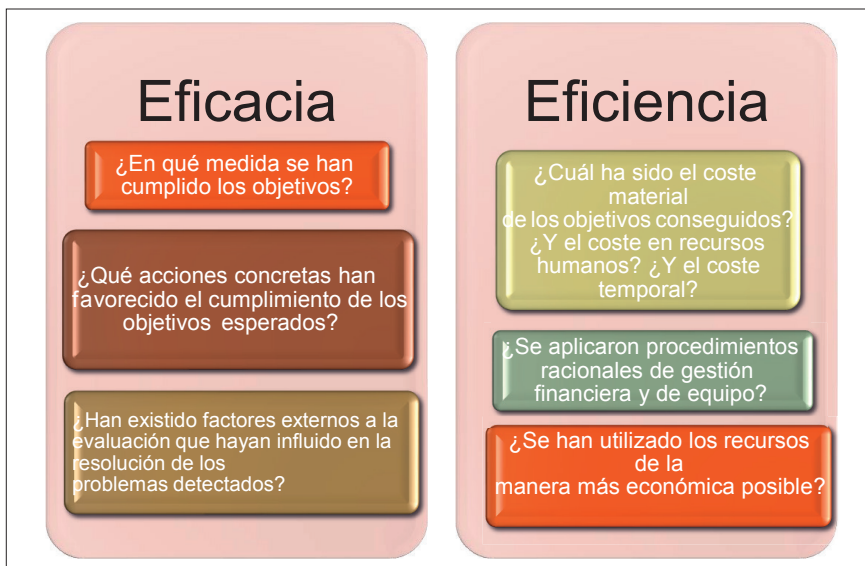 Eficacia
¿En qué medida se han
cumplido los objetivos?
¿Qué acciones concretas han
favorecido el cumplimiento de los
objetivos esperados?
¿Han existido factores externos a la
evaluación que hayan influido en la
resolución de los
problemas detectados?
Eficiencia
¿Cuál ha sido el coste
material
de los objetivos conseguidos?
¿Y el coste en recursos
humanos? ¿Y el coste
temporal?
¿Se aplicaron procedimientos
racionales de gestión
financiera y de equipo?
¿Se han utilizado los recursos
de la
manera más económica posible?